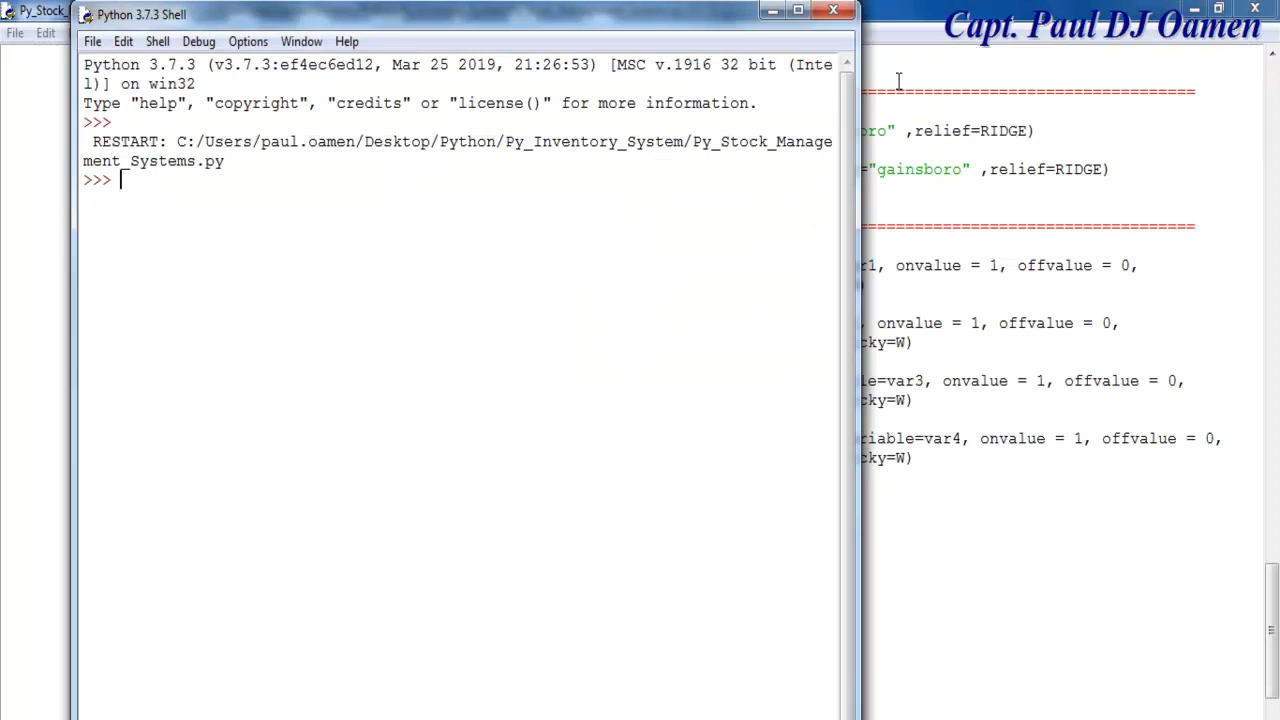 Py_Stock_
Python 3.7.3 Shell
Capt. Paul DJ Oamen
File Edit
File Edit Shell Debug Options Window Help
Python 3.7.3 (v3.7.3:ef4ec6ed12, Mar 25 2019, 21:26:53) [MSC v.1916 32 bit (Inte
l)] on win32
Type "help", "copyright", "credits" or "license()" for more information.
>>>
RESTART: C:/Users/paul.oamen/Desktop/Python/Py_Inventory_System/Py_Stock_Manage
ment_Systems.py
>>>
====================================
oro" ,relief=RIDGE)
="gainsboro" ,relief=RIDGE)
====================================
r1, onvalue = 1, offvalue = 0,
)
, onvalue = 1, offvalue = 0,
cky=W)
le=var3, onvalue = 1, offvalue = 0,
cky=W)
riable=var4, onvalue = 1, offvalue = 0,
cky=W)